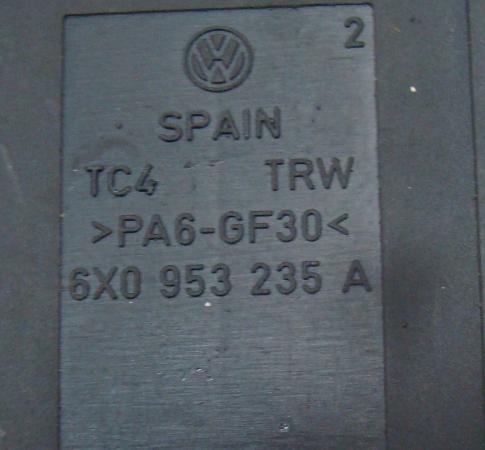 2
SPAIN
TC4 TRW
>PA6-GF30<
6X0 953 235 A